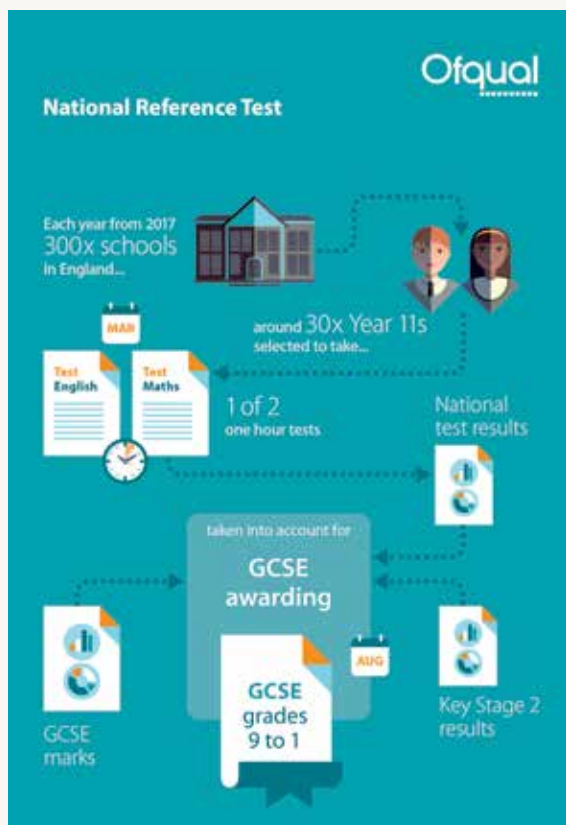 Ofqual
National Reference Test
Each year from 2017
300x schools
in England...
around 30x Year 11s
selected to take...
MAR
Test
English
Test
Maths
1 of 2
one hour tests
National
test results
taken into account for
GCSE
awarding
AUG
GCSE
grades
9 to 1
GCSE
marks
Key Stage 2
results